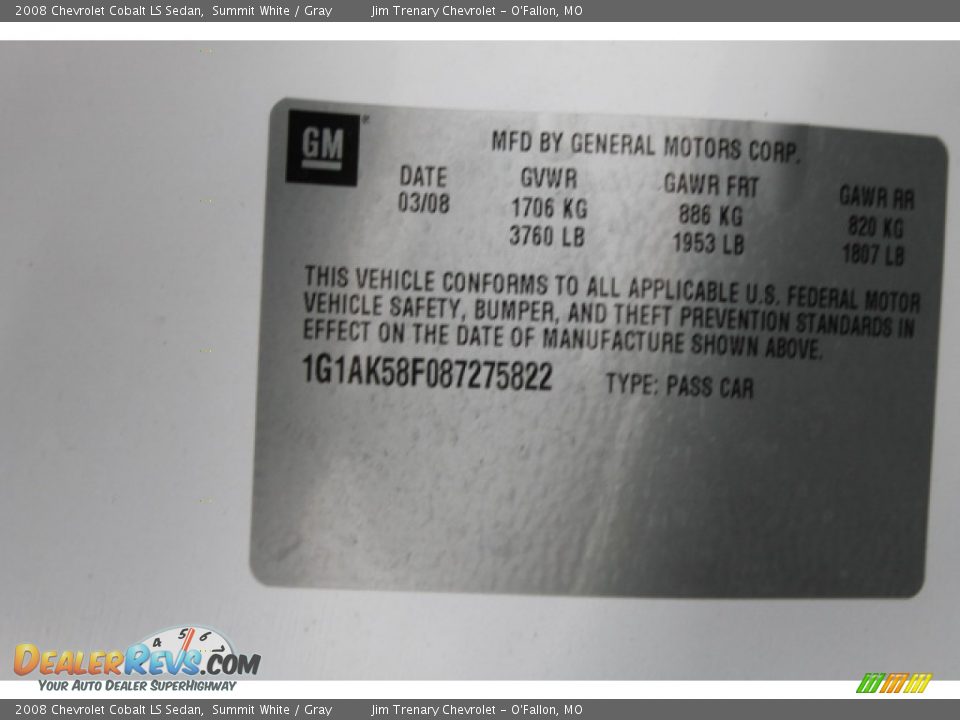 2008 Chevrolet Cobalt LS Sedan, Summit White / Gray Jim Trenary Chevrolet - O'Fallon, MO
GM®
MFD BY GENERAL MOTORS CORP.
DATE GVWR GAWR FRT GAWR RR
03/08 1706 KG 886 KG 820 KG
3760 LB 1953 LB 1807 LB
THIS VEHICLE CONFORMS TO ALL APPLICABLE U.S. FEDERAL MOTOR
VEHICLE SAFETY, BUMPER, AND THEFT PREVENTION STANDARDS IN
EFFECT ON THE DATE OF MANUFACTURE SHOWN ABOVE.
1G1AK58F087275822 TYPE: PASS CAR
4 5 6 7
DEALERREVS.COM
YOUR AUTO DEALER SUPERHIGHWAY
2008 Chevrolet Cobalt LS Sedan, Summit White / Gray Jim Trenary Chevrolet - O'Fallon, MO